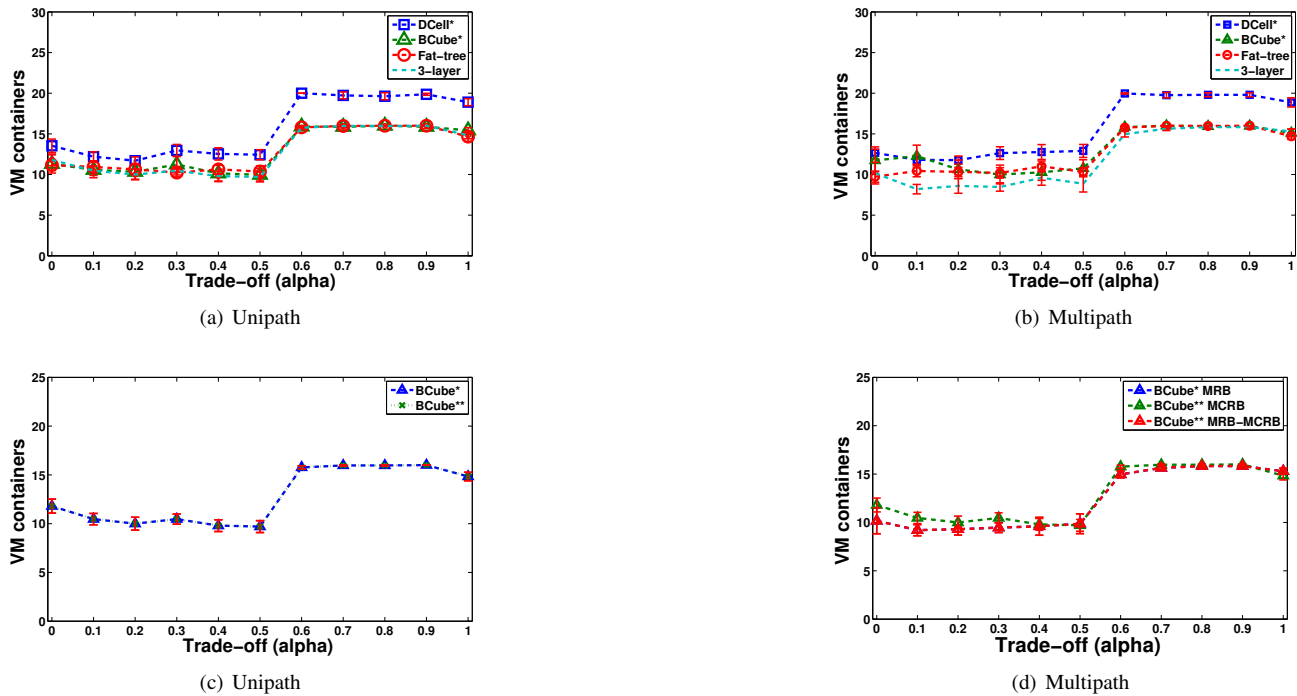 30
25
20
15
10
5
0
VM containers
0 0.1 0.2 0.3 0.4 0.5 0.6 0.7 0.8 0.9 1
Trade-off (alpha)
DCell*
BCube*
Fat-tree
3-layer
(a) Unipath
30
25
20
15
10
5
0
VM containers
0 0.1 0.2 0.3 0.4 0.5 0.6 0.7 0.8 0.9 1
Trade-off (alpha)
DCell*
BCube*
Fat-tree
3-layer
(b) Multipath
25
20
15
10
5
0
VM containers
0 0.1 0.2 0.3 0.4 0.5 0.6 0.7 0.8 0.9 1
Trade-off (alpha)
BCube*
BCube**
(c) Unipath
25
20
15
10
5
0
VM containers
0 0.1 0.2 0.3 0.4 0.5 0.6 0.7 0.8 0.9 1
Trade-off (alpha)
BCube* MRB
BCube** MCRB
BCube** MRB-MCRB
(d) Multipath